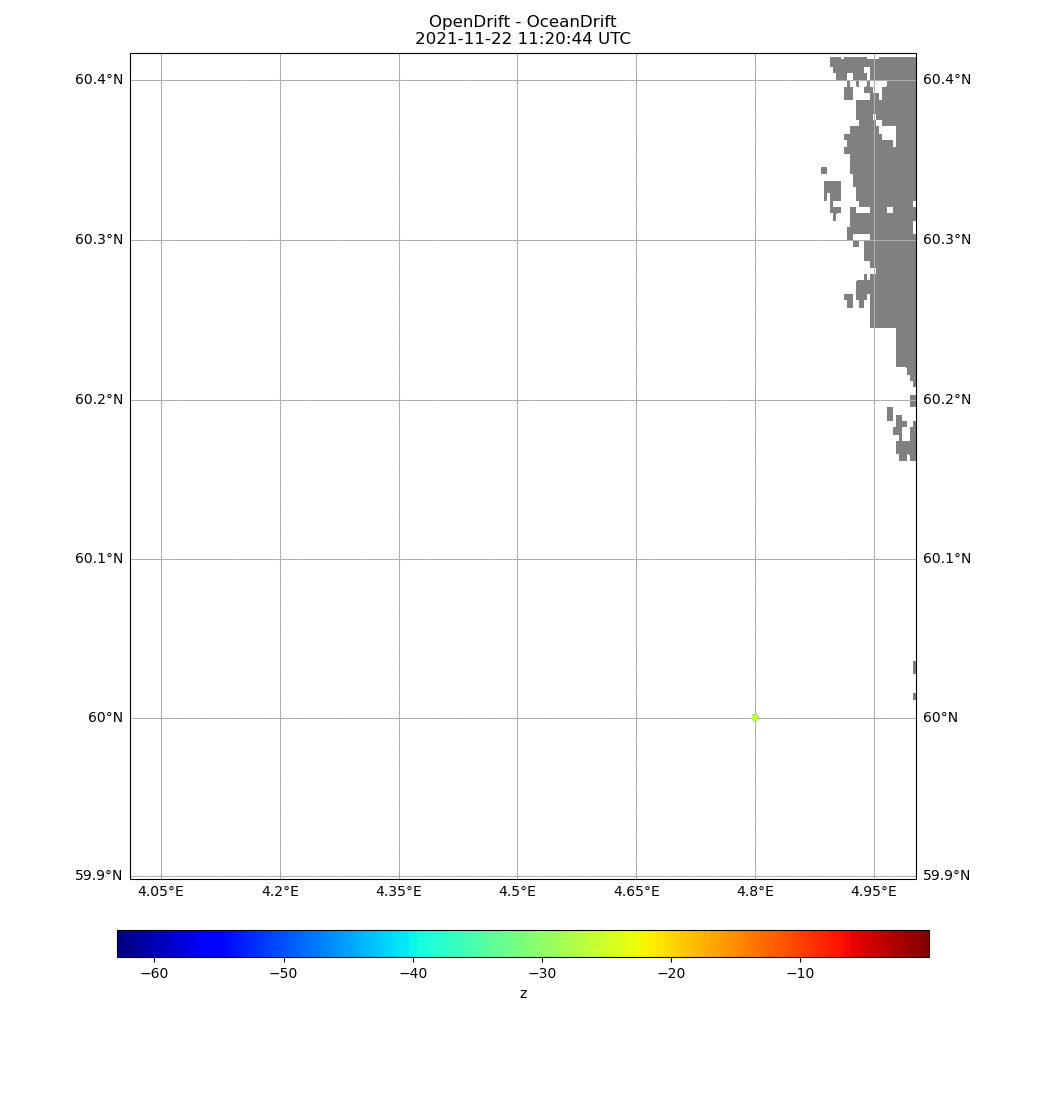 OpenDrift - OceanDrift
2021-11-22 11:20:44 UTC
60.4°N 60.4°N
60.3°N 60.3°N
60.2°N 60.2°N
60.1°N 60.1°N
60°N 60°N
59.9°N 59.9°N
4.05°E 4.2°E 4.35°E 4.5°E 4.65°E 4.8°E 4.95°E
−60 −50 −40 −30 −20 −10
z